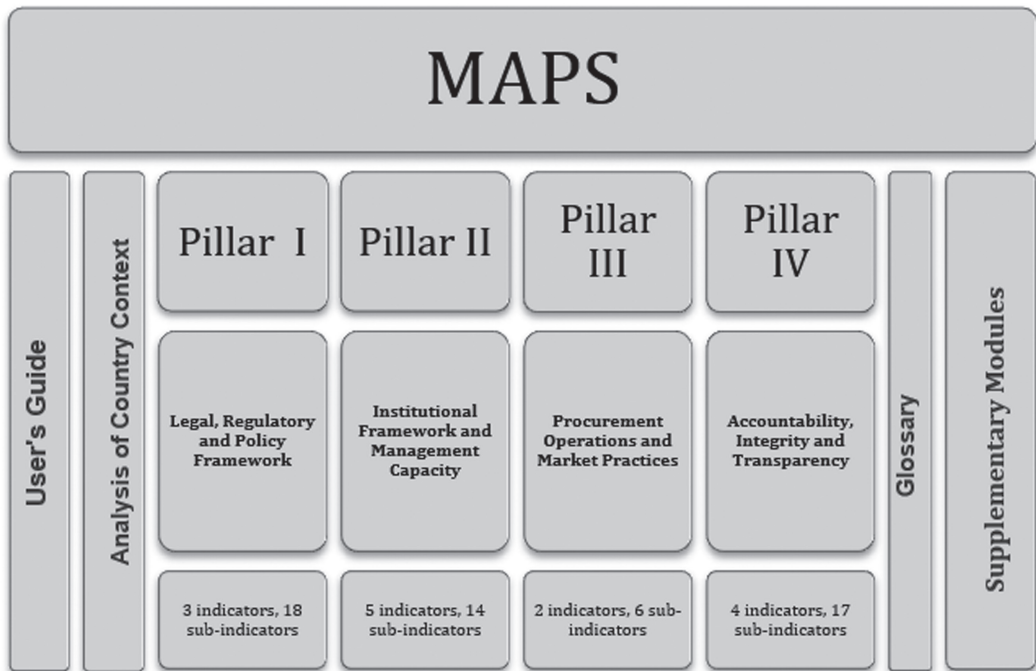 MAPS
User's Guide
Analysis of Country Context
Pillar I
Legal, Regulatory
and Policy
Framework
3 indicators, 18
sub-indicators
Pillar II
Institutional
Framework and
Management
Capacity
5 indicators, 14
sub-indicators
Pillar
III
Procurement
Operations and
Market Practices
2 indicators, 6 sub-
indicators
Pillar
IV
Accountability,
Integrity and
Transparency
4 indicators, 17
sub-indicators
Glossary
Supplementary Modules